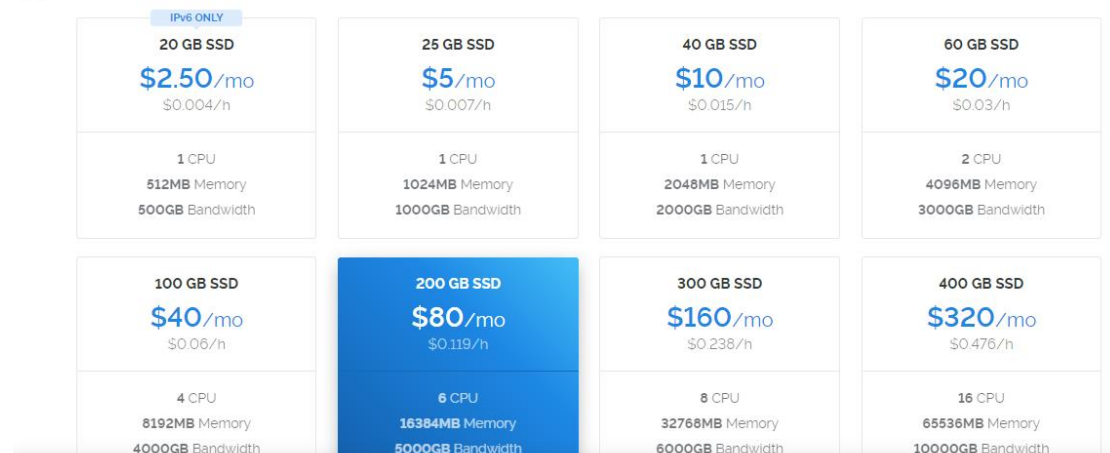 IPv6 ONLY
20 GB SSD
$2.50/mo
$0.004/h
1 CPU
512MB Memory
500GB Bandwidth
25 GB SSD
$5/mo
$0.007/h
1 CPU
1024MB Memory
1000GB Bandwidth
40 GB SSD
$10/mo
$0.015/h
1 CPU
2048MB Memory
2000GB Bandwidth
60 GB SSD
$20/mo
$0.03/h
2 CPU
4096MB Memory
3000GB Bandwidth
100 GB SSD
$40/mo
$0.06/h
4 CPU
8192MB Memory
4000GB Bandwidth
200 GB SSD
$80/mo
$0.119/h
6 CPU
16384MB Memory
5000GB Bandwidth
300 GB SSD
$160/mo
$0.238/h
8 CPU
32768MB Memory
6000GB Bandwidth
400 GB SSD
$320/mo
$0.476/h
16 CPU
65536MB Memory
10000GB Bandwidth